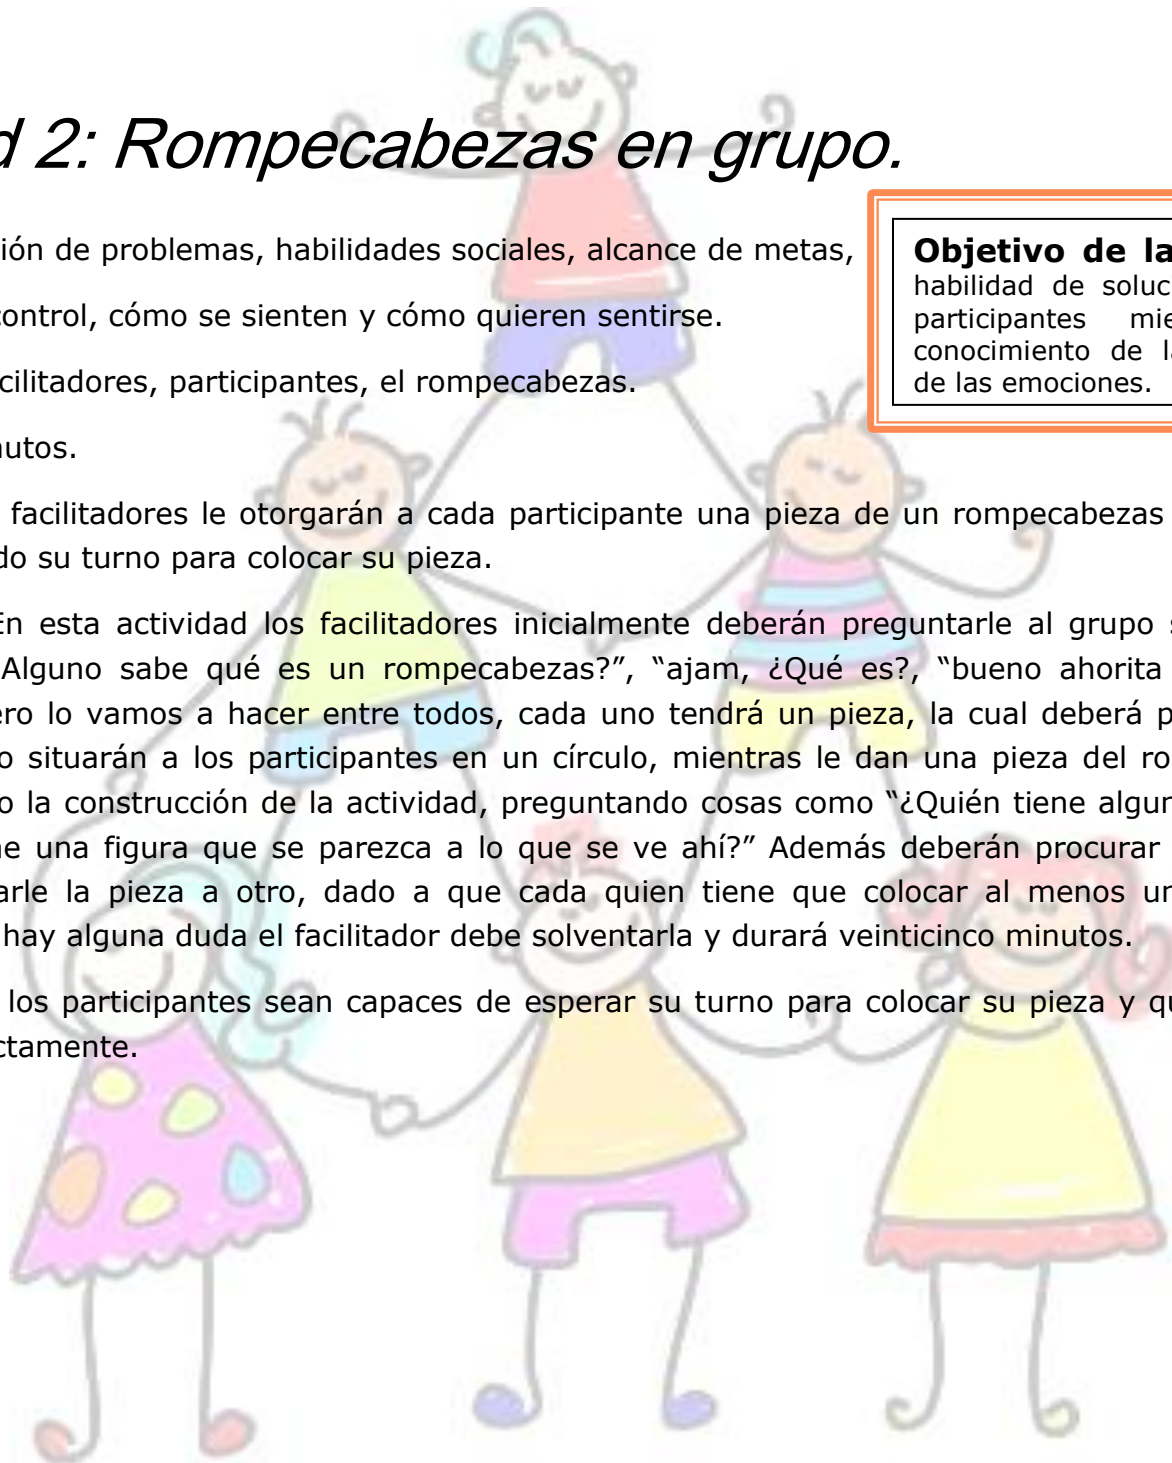 d 2: Rompecabezas en grupo.
ión de problemas, habilidades sociales, alcance de metas,
control, cómo se sienten y cómo quieren sentirse.
cilitadores, participantes, el rompecabezas.
nutos.
Objetivo de la
habilidad de soluc
participantes mie
conocimiento de la
de las emociones.
facilitadores le otorgarán a cada participante una pieza de un rompecabezas
do su turno para colocar su pieza.
En esta actividad los facilitadores inicialmente deberán preguntarle al grupo s
Alguno sabe qué es un rompecabezas?”, “ajam, ¿Qué es?, “bueno ahorita
ero lo vamos a hacer entre todos, cada uno tendrá un pieza, la cual deberá p
o situarán a los participantes en un círculo, mientras le dan una pieza del ro
o la construcción de la actividad, preguntando cosas como “¿Quién tiene algun
ne una figura que se parezca a lo que se ve ahí?” Además deberán procurar
arle la pieza a otro, dado a que cada quien tiene que colocar al menos un
hay alguna duda el facilitador debe solventarla y durará veinticinco minutos.
los participantes sean capaces de esperar su turno para colocar su pieza y qu
ctamente.